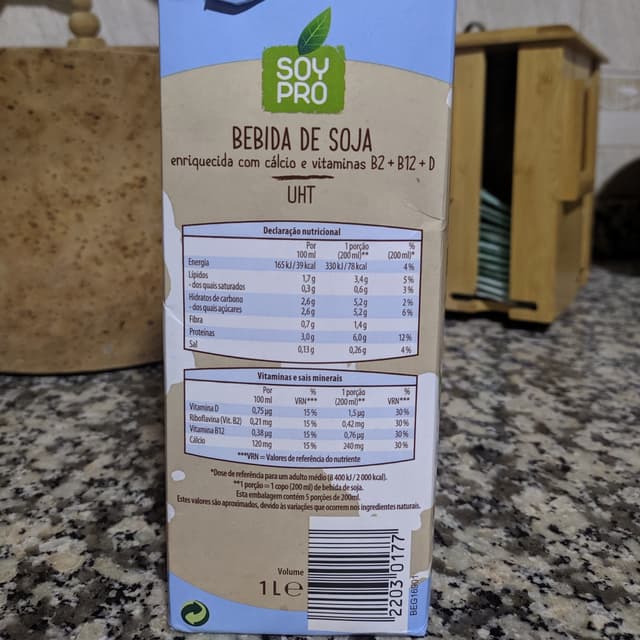 SOY
PRO
BEBIDA DE SOJA
enriquecida com cálcio e vitaminas B2 + B12 + D
UHT
Declaração nutricional
Por 100 ml 1 porção (200 ml)** % (200 ml)*
Energia 165 kJ / 39 kcal 330 kJ / 78 kcal 4%
Lípidos 1,7 g 3,4 g 5%
- dos quais saturados 0,3 g 0,6 g 3%
Hidratos de carbono 2,6 g 5,2 g 2%
- dos quais açúcares 2,6 g 5,2 g 6%
Fibra 0,7 g 1,4 g
Proteínas 3,0 g 6,0 g 12%
Sal 0,13 g 0,26 g 4%
Vitaminas e sais minerais
Por 100 ml % VRN*** 1 porção (200 ml)** % VRN***
Vitamina D 0,75 µg 15% 1,5 µg 30%
Riboflavina (Vit. B2) 0,21 mg 15% 0,42 mg 30%
Vitamina B12 0,38 µg 15% 0,76 µg 30%
Cálcio 120 mg 15% 240 mg 30%
***VRN = Valores de referência do nutriente
*Dose de referência para um adulto médio (8 400 kJ / 2 000 kcal).
**1 porção = 1 copo (200 ml) de bebida de soja.
Esta embalagem contém 5 porções de 200ml.
Estes valores são aproximados, devido às variações que ocorrem nos ingredientes naturais.
Volume
1 L e
22030177